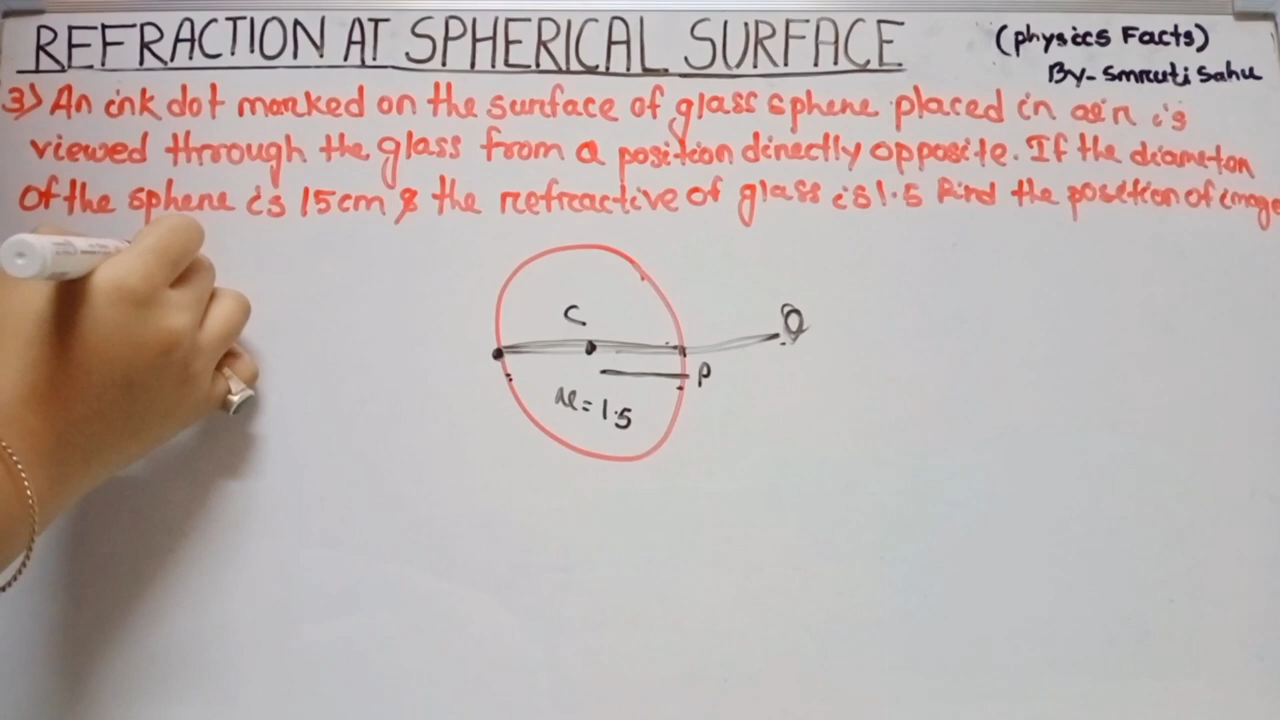 REFRACTION AT SPHERICAL SURFACE
(physics Facts)
By-Smruti Sahu
3) An ink dot marked on the surface of glass sphere placed in air is
viewed through the glass from a position directly opposite. If the diameter
of the sphere is 15cm & the refractive of glass is 1.5 Find the position of image
C
O
P
μ=1.5